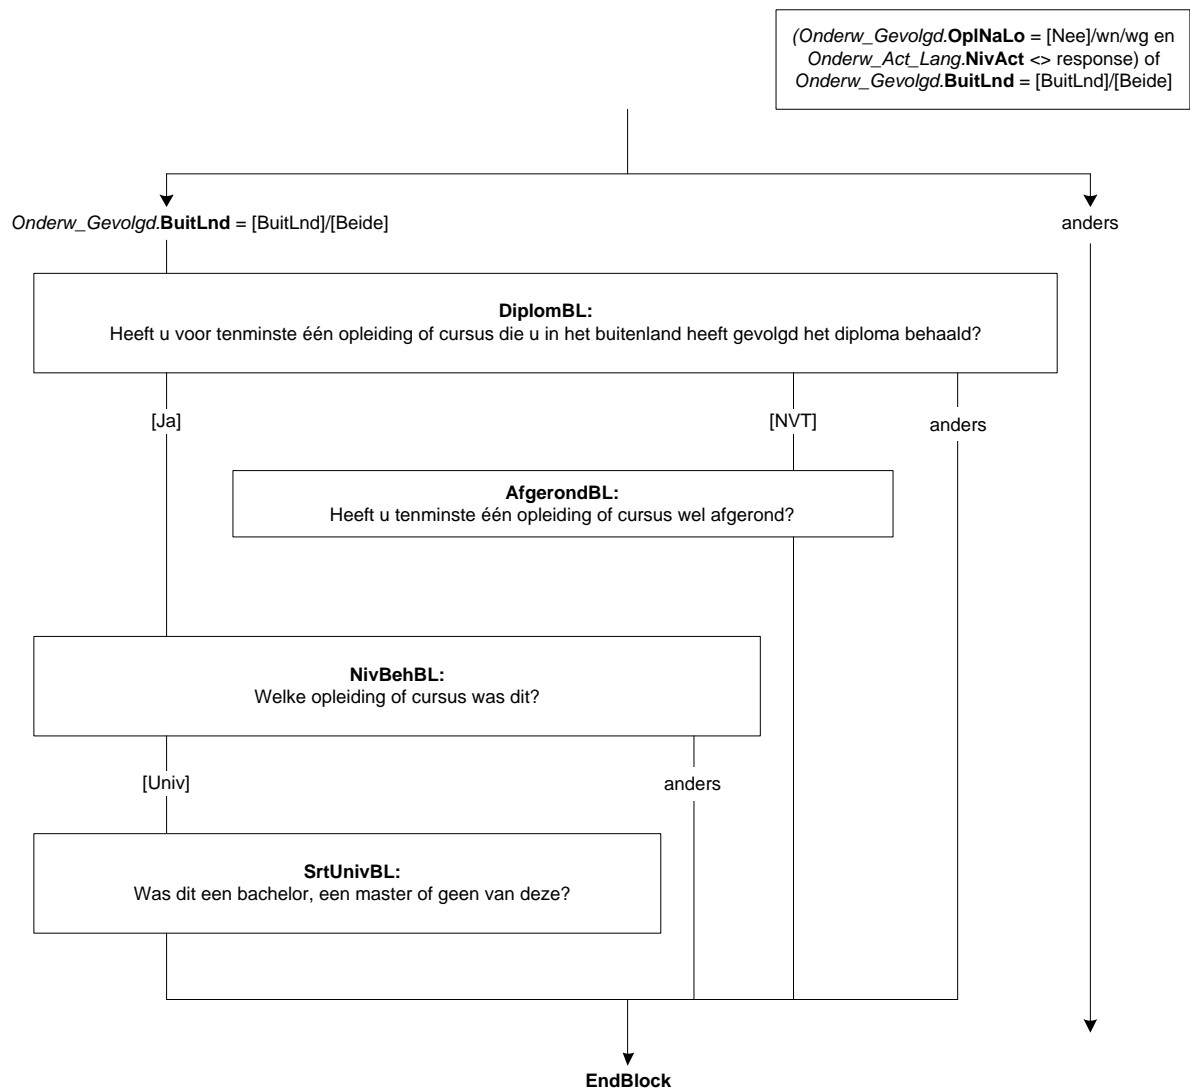 (Onderw_Gevolgd.OplNaLo = [Nee]/wn/wg en
Onderw_Act_Lang.NivAct <> response) of
Onderw_Gevolgd.BuitLnd = [BuitLnd]/[Beide]
Onderw_Gevolgd.BuitLnd = [BuitLnd]/[Beide]
anders
DiplomBL:
Heeft u voor tenminste één opleiding of cursus die u in het buitenland heeft gevolgd het diploma behaald?
[Ja]
[NVT]
anders
AfgerondBL:
Heeft u tenminste één opleiding of cursus wel afgerond?
NivBehBL:
Welke opleiding of cursus was dit?
[Univ]
anders
SrtUnivBL:
Was dit een bachelor, een master of geen van deze?
EndBlock